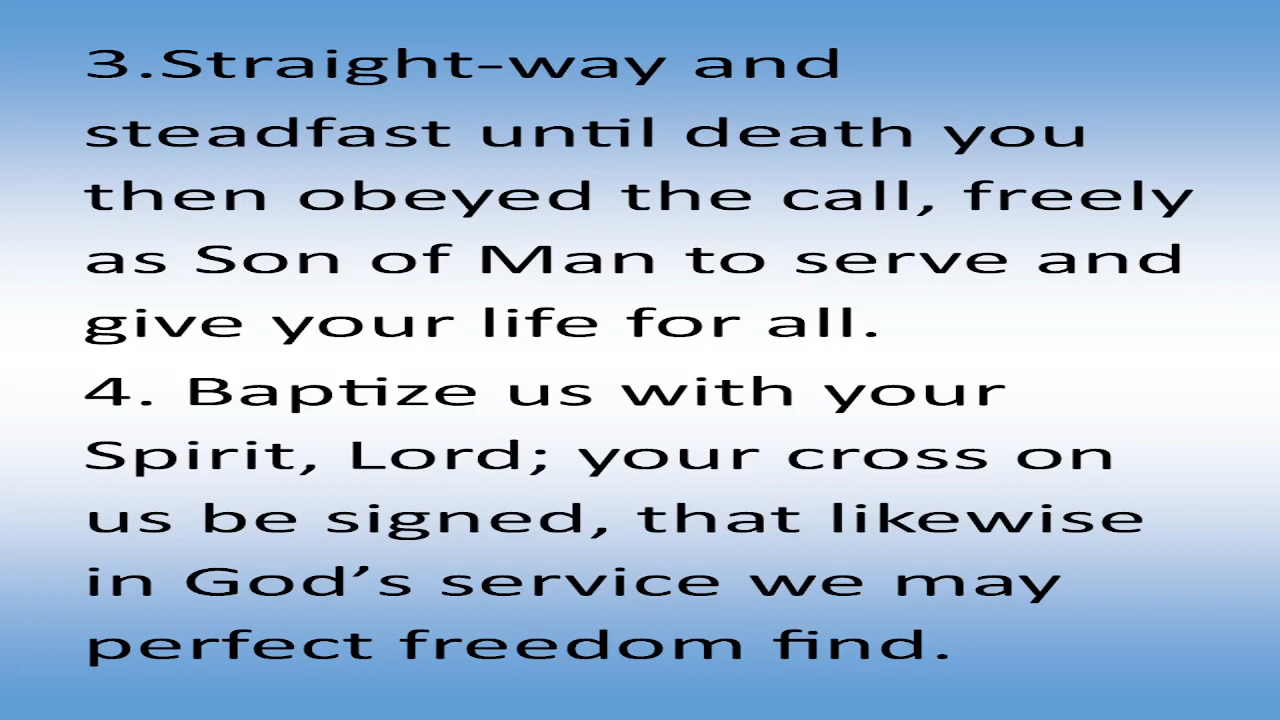 3.Straight-way and
steadfast until death you
then obeyed the call, freely
as Son of Man to serve and
give your life for all.
4. Baptize us with your
Spirit, Lord; your cross on
us be signed, that likewise
in God’s service we may
perfect freedom find.